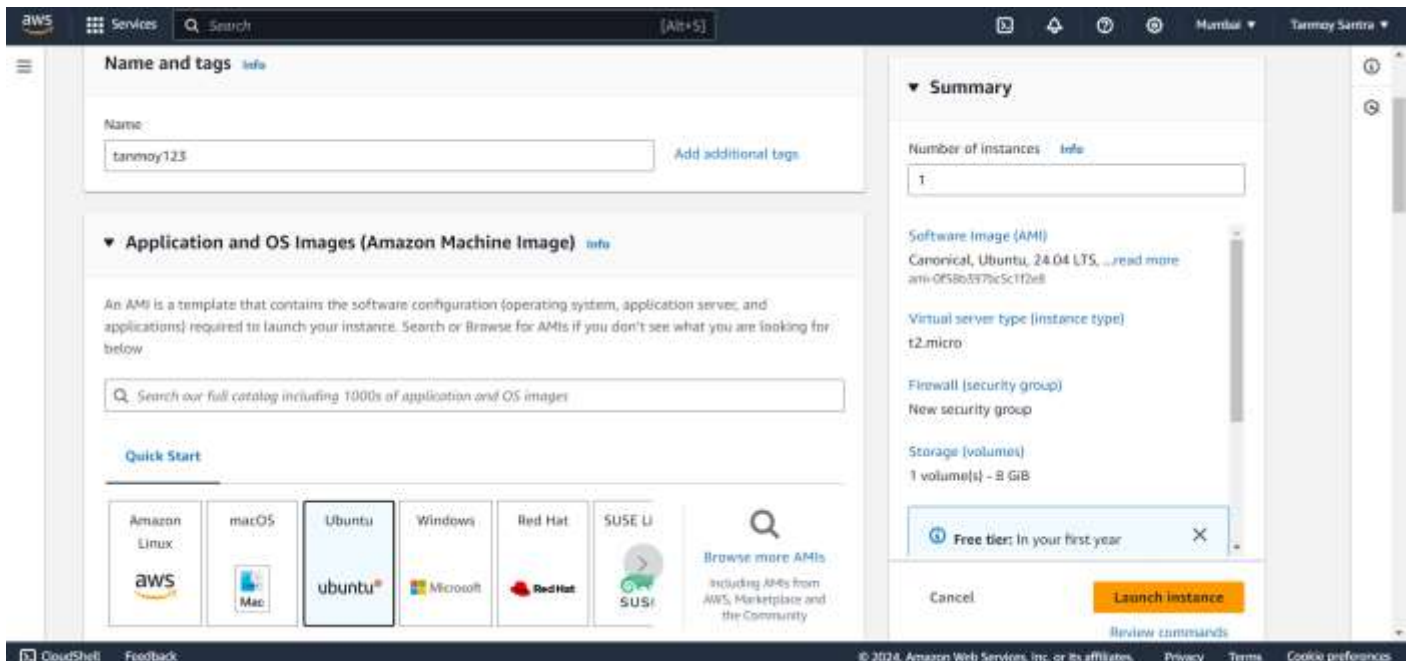 aws Services Search [Alt+S] Mumbai Tanmoy Santra
Name and tags Info
Name
tanmoy123
Add additional tags
Application and OS Images (Amazon Machine Image) Info
An AMI is a template that contains the software configuration (operating system, application server, and
applications) required to launch your instance. Search or Browse for AMIs if you don't see what you are looking for
below
Search our full catalog including 1000s of application and OS images
Quick Start
Amazon Linux
aws
macOS
Mac
Ubuntu
ubuntu
Windows
Microsoft
Red Hat
Red Hat
SUSE Li
SUSE
Browse more AMIs
Including AMIs from
AWS, Marketplace and
the Community
Summary
Number of instances Info
1
Software Image (AMI)
Canonical, Ubuntu, 24.04 LTS, ...read more
Virtual server type (instance type)
t2.micro
Firewall (security group)
New security group
Storage (volumes)
1 volume(s) - 8 GiB
Free tier: In your first year
Cancel
Launch instance
Review commands
CloudShell Feedback
© 2024, Amazon Web Services, Inc. or its affiliates. Privacy Terms Cookie preferences